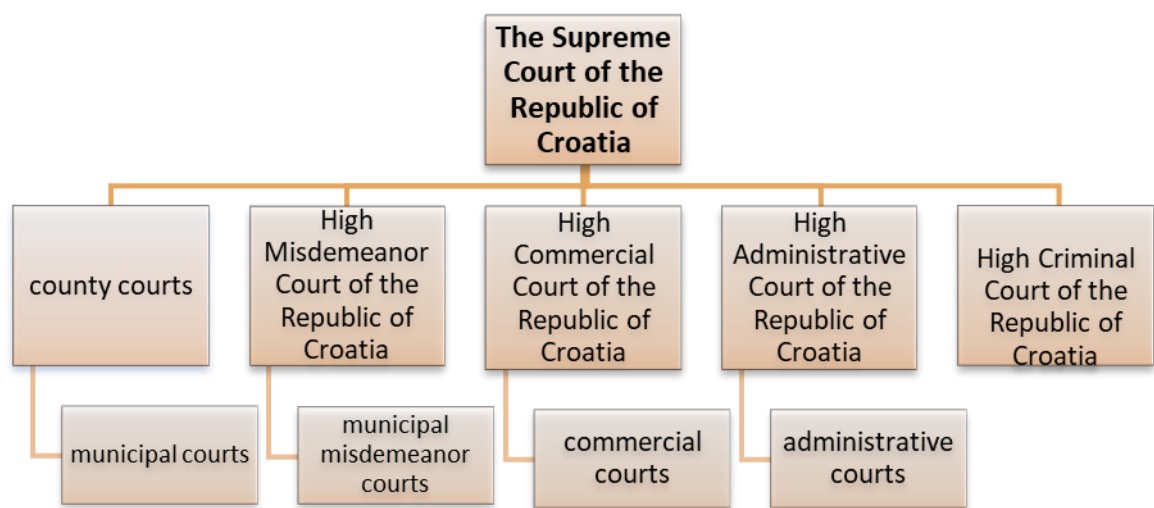 The Supreme
Court of the
Republic of
Croatia
county courts
High
Misdemeanor
Court of the
Republic of
Croatia
High
Commercial
Court of the
Republic of
Croatia
High
Administrative
Court of the
Republic of
Croatia
High Criminal
Court of the
Republic of
Croatia
municipal courts
municipal
misdemeanor
courts
commercial
courts
administrative
courts